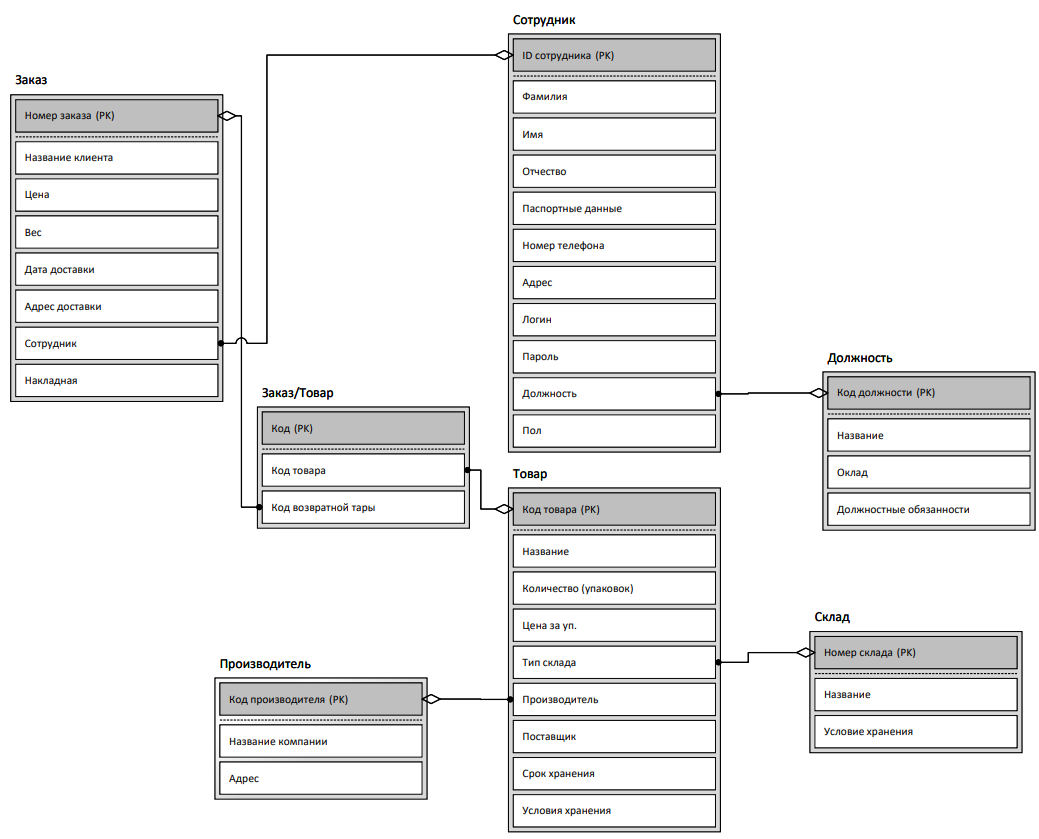 Заказ
Номер заказа (PK)
Название клиента
Цена
Вес
Дата доставки
Адрес доставки
Сотрудник
Накладная
Сотрудник
ID сотрудника (PK)
Фамилия
Имя
Отчество
Паспортные данные
Номер телефона
Адрес
Логин
Пароль
Должность
Пол
Должность
Код должности (PK)
Название
Оклад
Должностные обязанности
Заказ/Товар
Код (PK)
Код товара
Код возвратной тары
Товар
Код товара (PK)
Название
Количество (упаковок)
Цена за уп.
Тип склада
Производитель
Поставщик
Срок хранения
Условия хранения
Склад
Номер склада (PK)
Название
Условие хранения
Производитель
Код производителя (PK)
Название компании
Адрес